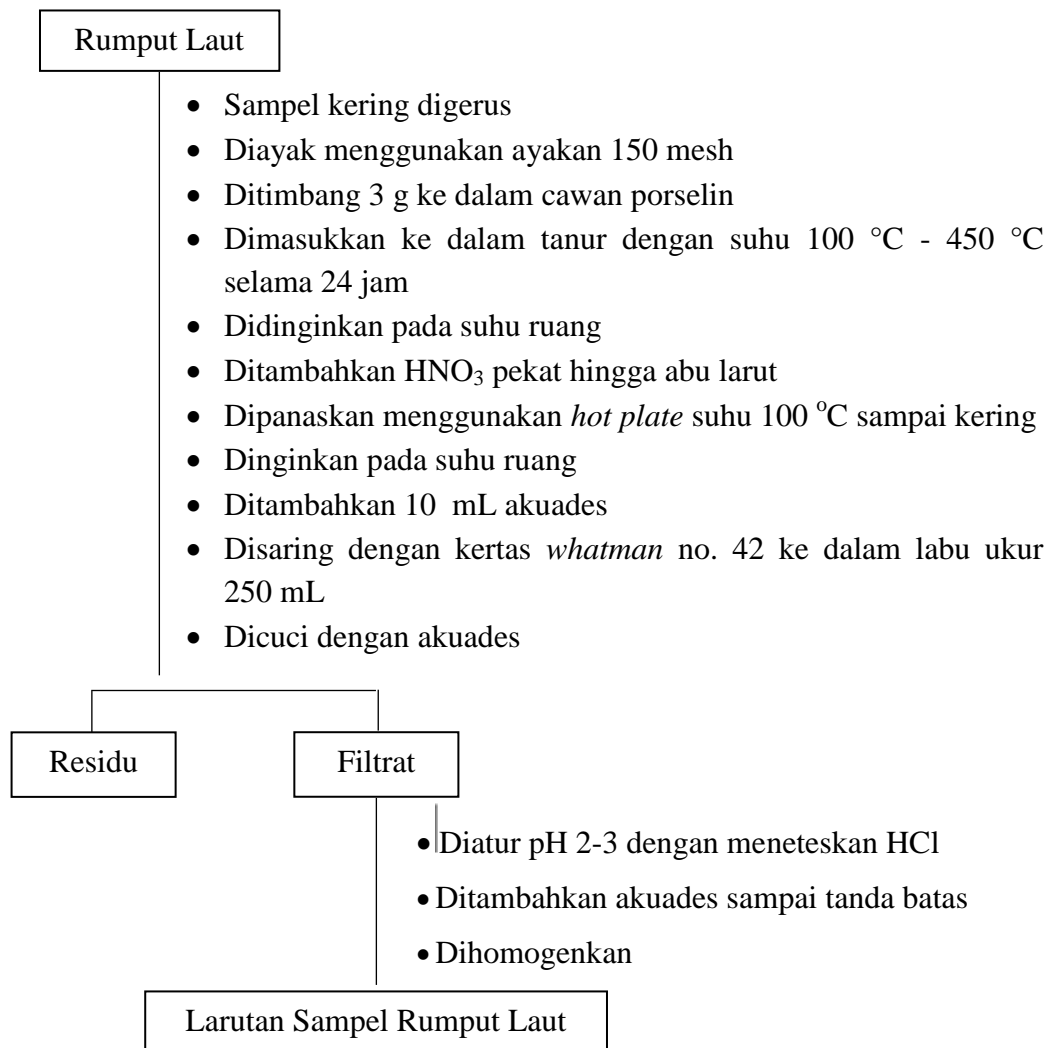 Rumput Laut
• Sampel kering digerus
• Diayak menggunakan ayakan 150 mesh
• Ditimbang 3 g ke dalam cawan porselin
• Dimasukkan ke dalam tanur dengan suhu 100 °C - 450 °C
selama 24 jam
• Didinginkan pada suhu ruang
• Ditambahkan HNO₃ pekat hingga abu larut
• Dipanaskan menggunakan hot plate suhu 100 °C sampai kering
• Dinginkan pada suhu ruang
• Ditambahkan 10 mL akuades
• Disaring dengan kertas whatman no. 42 ke dalam labu ukur
250 mL
• Dicuci dengan akuades
Residu
Filtrat
• Diatur pH 2-3 dengan meneteskan HCl
• Ditambahkan akuades sampai tanda batas
• Dihomogenkan
Larutan Sampel Rumput Laut